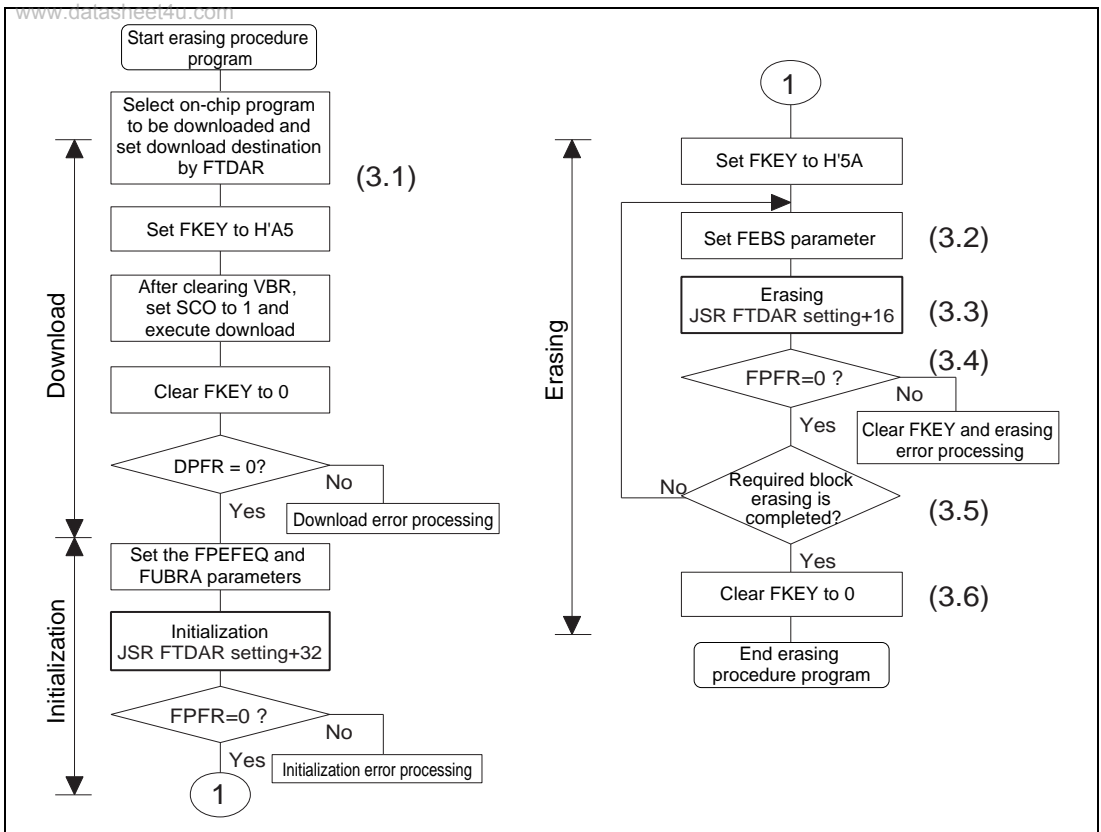 www.datasheet4u.com
Start erasing procedure
program
Select on-chip program
to be downloaded and
set download destination
by FTDAR
(3.1)
Set FKEY to H'A5
After clearing VBR,
set SCO to 1 and
execute download
Clear FKEY to 0
DPFR = 0?
No
Yes
Download error processing
Download
Set the FPEFEQ and
FUBRA parameters
Initialization
JSR FTDAR setting+32
FPFR=0 ?
No
Yes
Initialization error processing
Initialization
1
1
Set FKEY to H'5A
Set FEBS parameter
(3.2)
Erasing
JSR FTDAR setting+16
(3.3)
(3.4)
FPFR=0 ?
No
Yes
Clear FKEY and erasing
error processing
Erasing
No
Required block
erasing is
completed?
(3.5)
Yes
Clear FKEY to 0
(3.6)
End erasing
procedure program